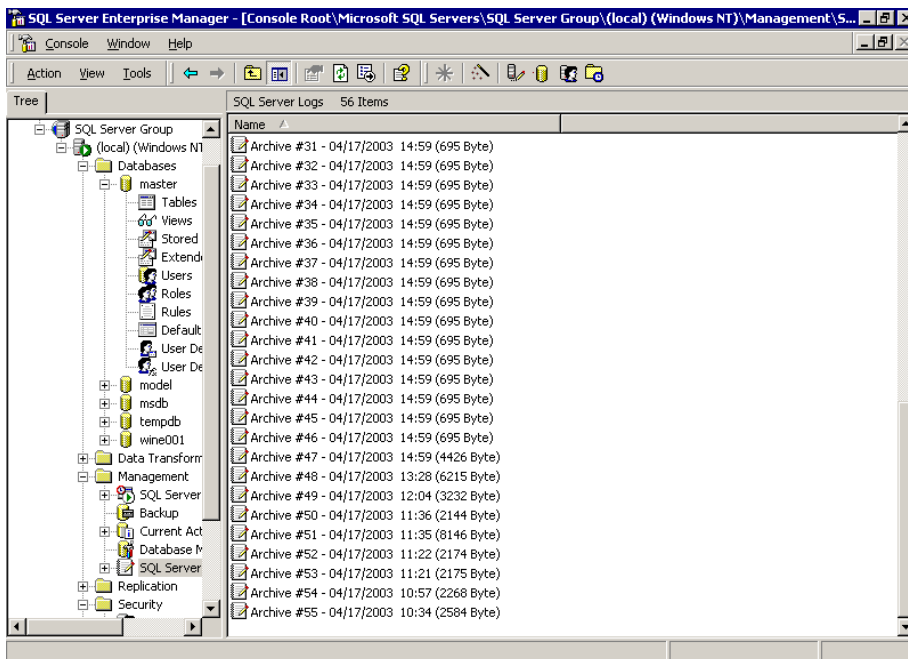 SQL Server Enterprise Manager - [Console Root\Microsoft SQL Servers\SQL Server Group\(local) (Windows NT)\Management\S...
Console Window Help
Action View Tools
Tree
SQL Server Logs 56 Items
SQL Server Group
(local) (Windows NT
Databases
master
Tables
Views
Stored
Extende
Users
Roles
Rules
Default
User De
User De
model
msdb
tempdb
wine001
Data Transform
Management
SQL Server
Backup
Current Act
Database M
SQL Server
Replication
Security
Name
Archive #31 - 04/17/2003 14:59 (695 Byte)
Archive #32 - 04/17/2003 14:59 (695 Byte)
Archive #33 - 04/17/2003 14:59 (695 Byte)
Archive #34 - 04/17/2003 14:59 (695 Byte)
Archive #35 - 04/17/2003 14:59 (695 Byte)
Archive #36 - 04/17/2003 14:59 (695 Byte)
Archive #37 - 04/17/2003 14:59 (695 Byte)
Archive #38 - 04/17/2003 14:59 (695 Byte)
Archive #39 - 04/17/2003 14:59 (695 Byte)
Archive #40 - 04/17/2003 14:59 (695 Byte)
Archive #41 - 04/17/2003 14:59 (695 Byte)
Archive #42 - 04/17/2003 14:59 (695 Byte)
Archive #43 - 04/17/2003 14:59 (695 Byte)
Archive #44 - 04/17/2003 14:59 (695 Byte)
Archive #45 - 04/17/2003 14:59 (695 Byte)
Archive #46 - 04/17/2003 14:59 (695 Byte)
Archive #47 - 04/17/2003 14:59 (4426 Byte)
Archive #48 - 04/17/2003 13:28 (6215 Byte)
Archive #49 - 04/17/2003 12:04 (3232 Byte)
Archive #50 - 04/17/2003 11:36 (2144 Byte)
Archive #51 - 04/17/2003 11:35 (8146 Byte)
Archive #52 - 04/17/2003 11:22 (2174 Byte)
Archive #53 - 04/17/2003 11:21 (2175 Byte)
Archive #54 - 04/17/2003 10:57 (2268 Byte)
Archive #55 - 04/17/2003 10:34 (2584 Byte)